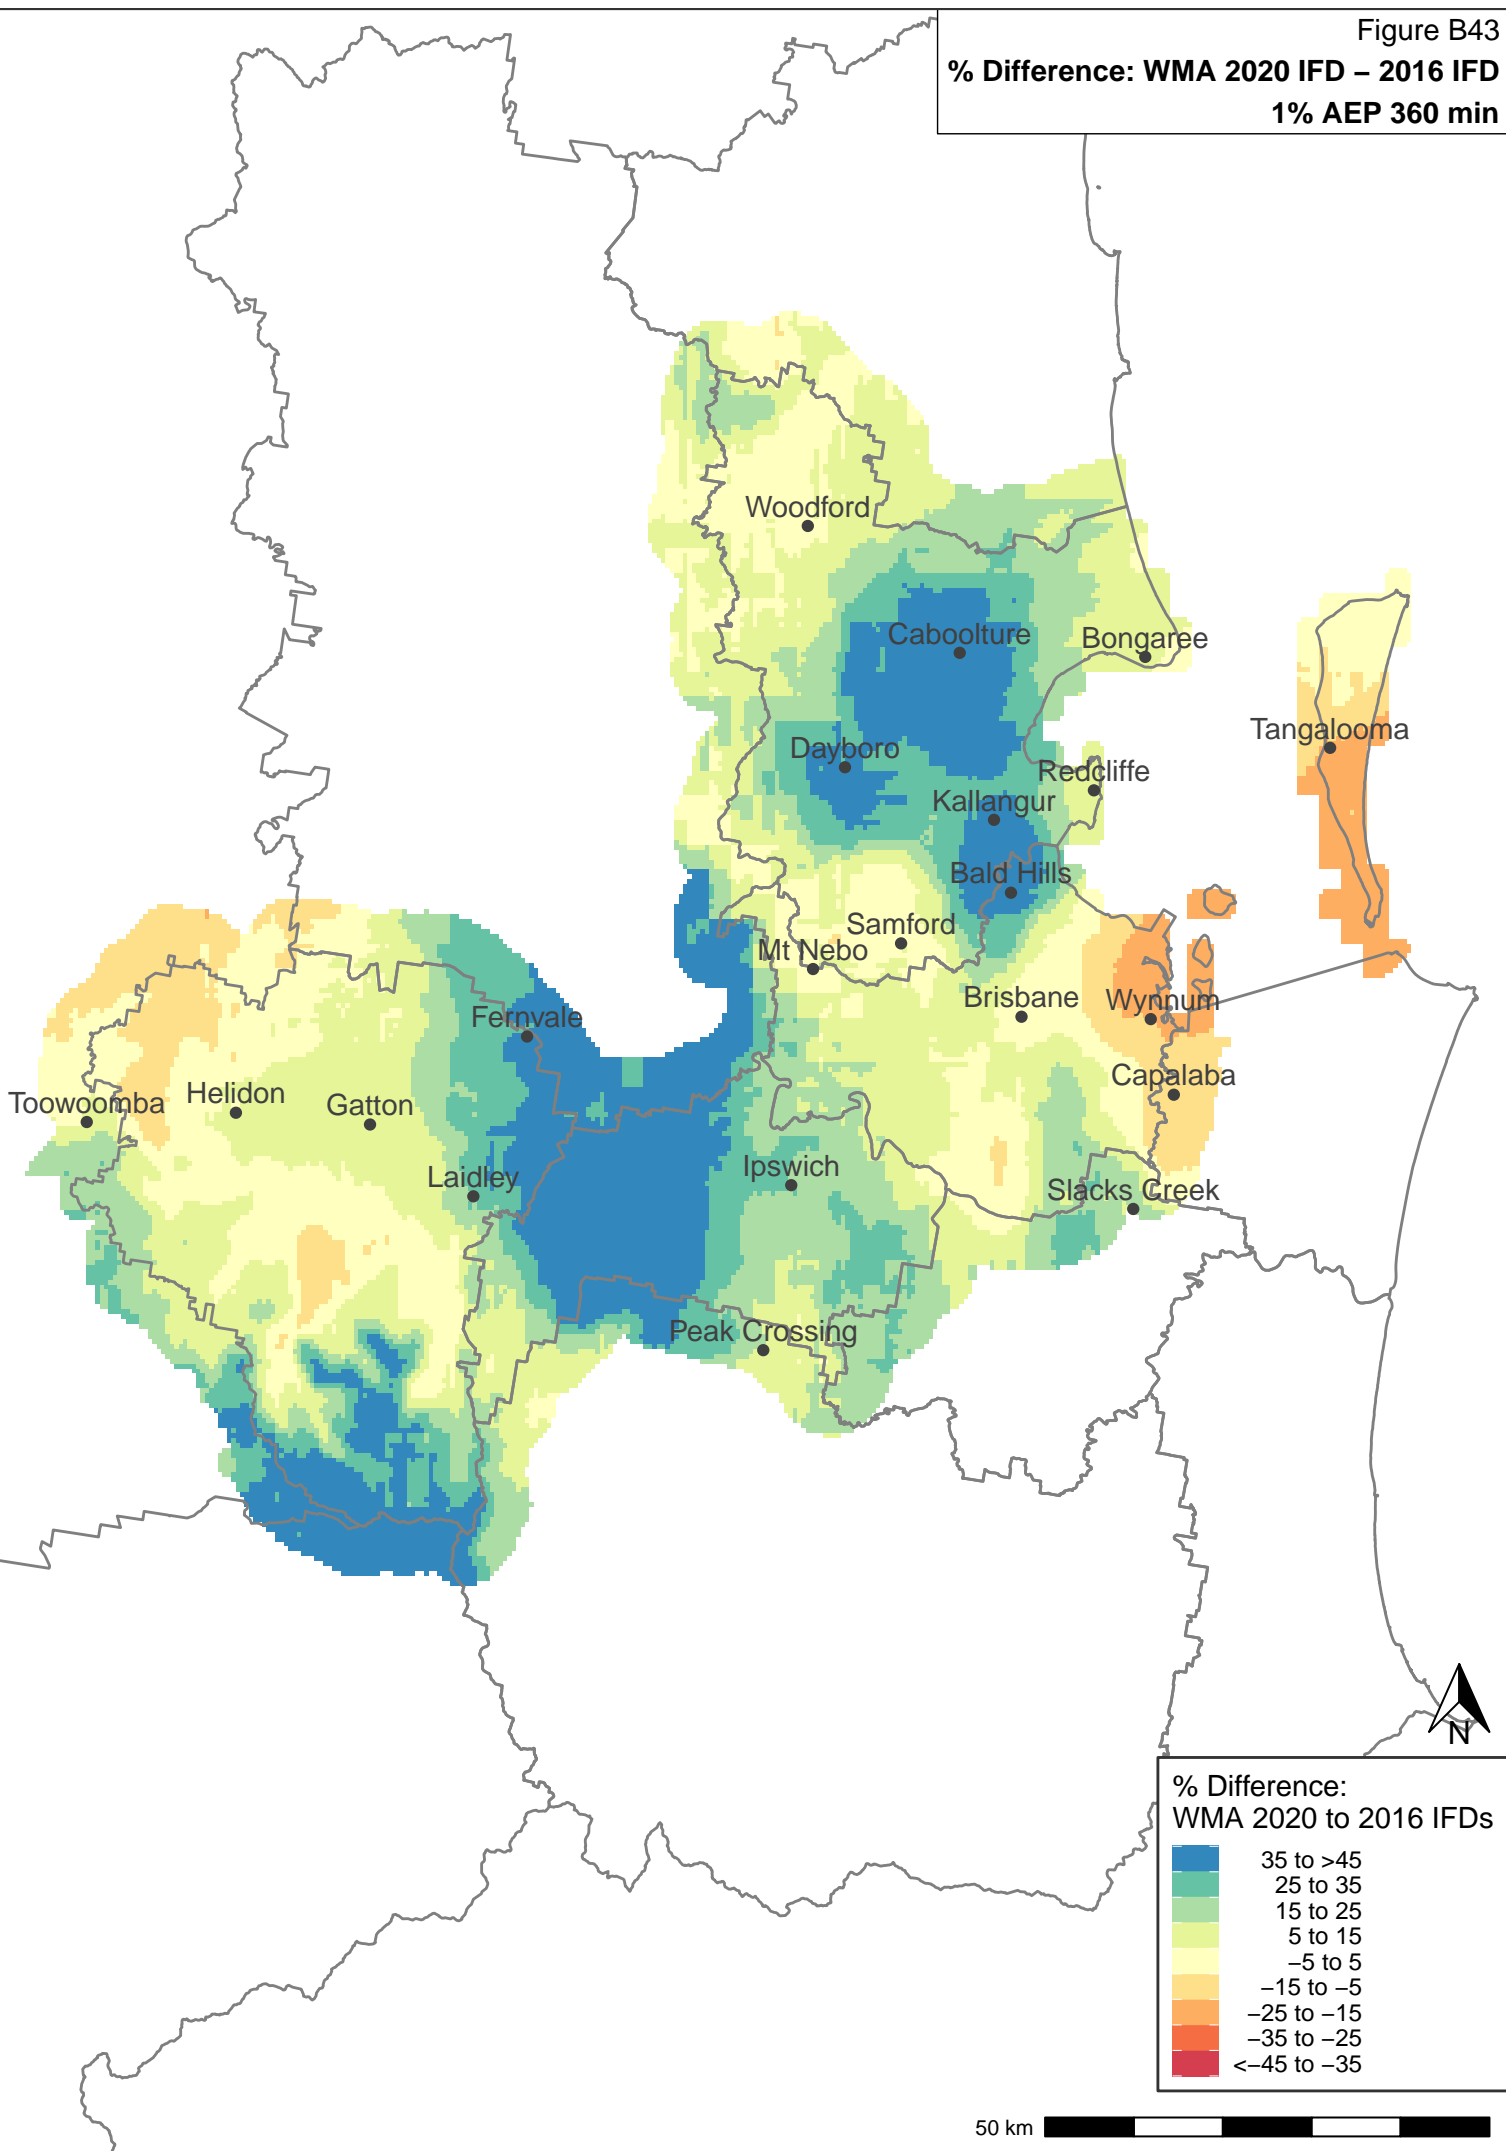 Figure B43
% Difference: WMA 2020 IFD – 2016 IFD
1% AEP 360 min
Woodford
Caboolture
Bongaree
Tangalooma
Dayboro
Redcliffe
Kallangur
Bald Hills
Samford
Mt Nebo
Brisbane
Wynnum
Fernvale
Capalaba
Toowoomba
Helidon
Gatton
Laidley
Ipswich
Slacks Creek
Peak Crossing
N
% Difference:
WMA 2020 to 2016 IFDs
35 to >45
25 to 35
15 to 25
5 to 15
−5 to 5
−15 to −5
−25 to −15
−35 to −25
<−45 to −35
50 km